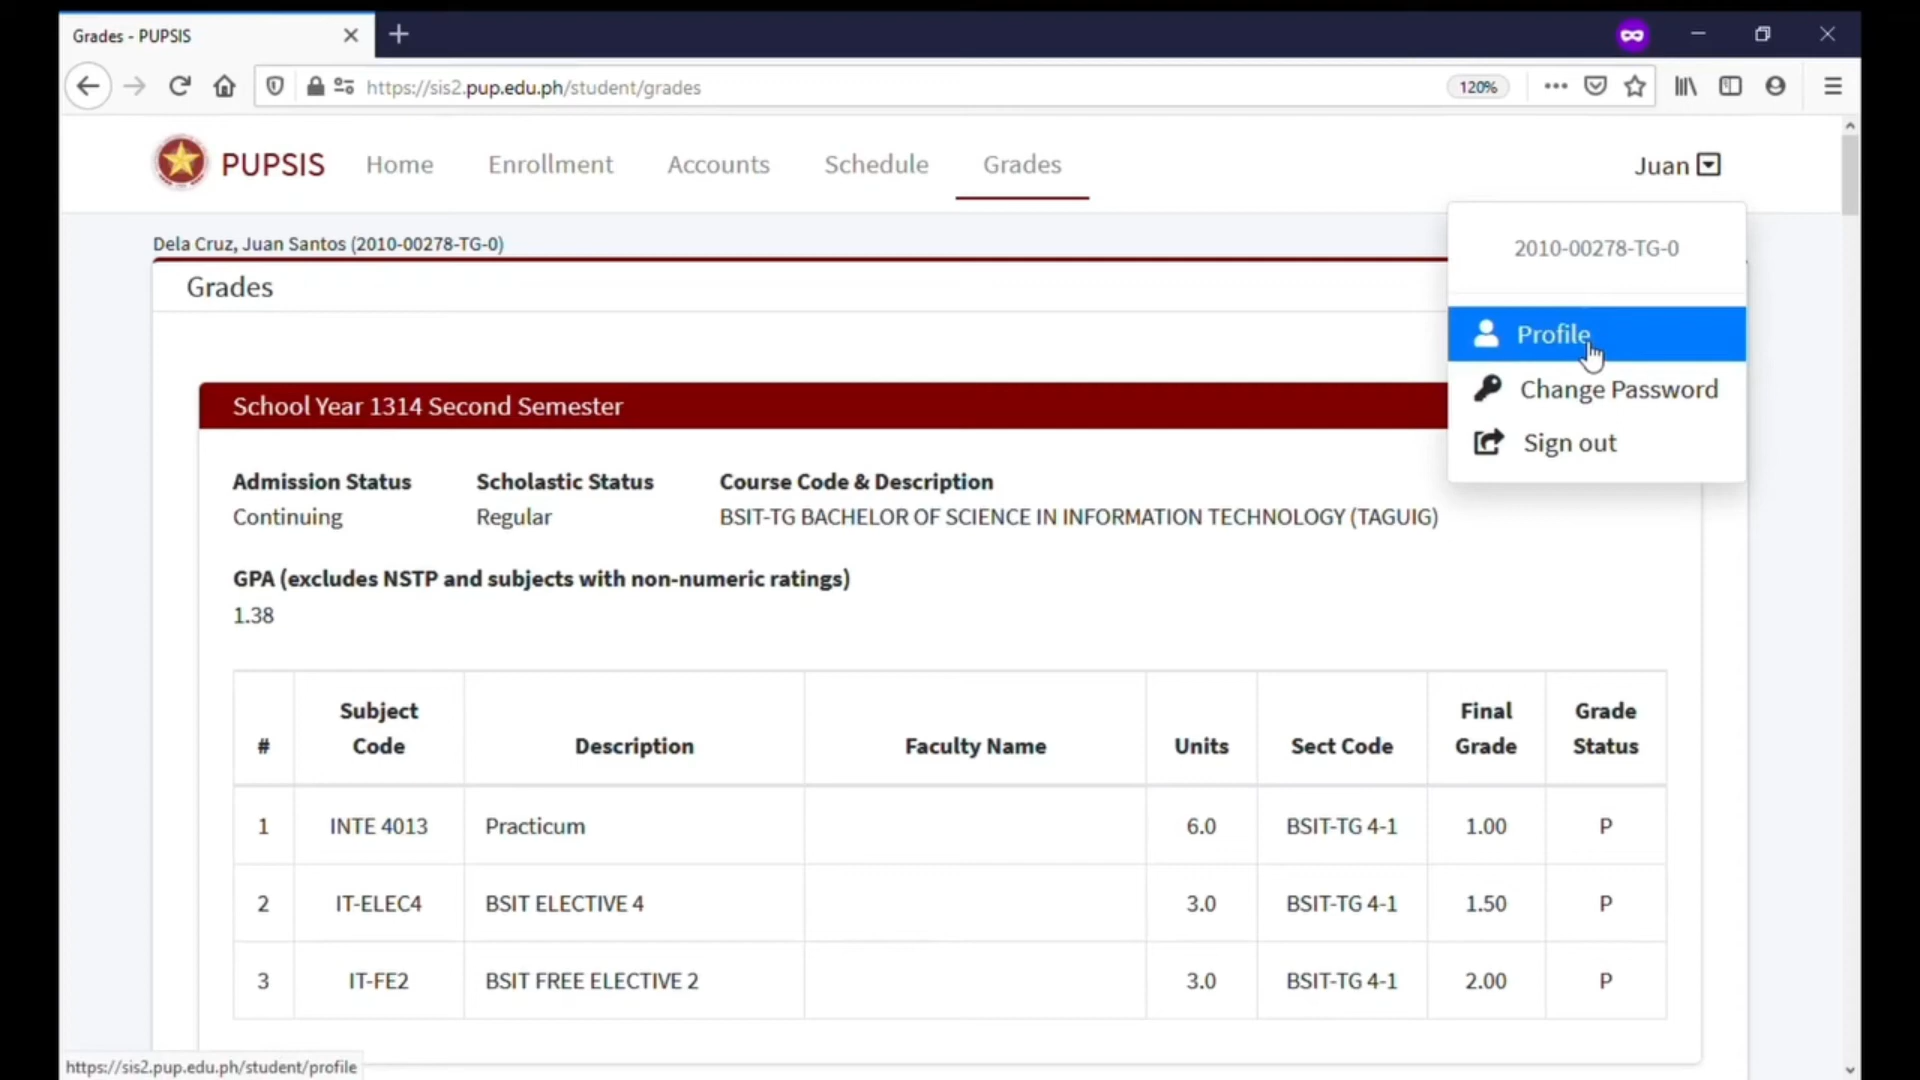 Grades - PUPSIS
https://sis2.pup.edu.ph/student/grades
120%
PUPSIS
Home
Enrollment
Accounts
Schedule
Grades
Juan
2010-00278-TG-0
Profile
Change Password
Sign out
Dela Cruz, Juan Santos (2010-00278-TG-0)
Grades
School Year 1314 Second Semester
Admission Status Scholastic Status Course Code & Description
Continuing Regular BSIT-TG BACHELOR OF SCIENCE IN INFORMATION TECHNOLOGY (TAGUIG)
GPA (excludes NSTP and subjects with non-numeric ratings)
1.38
# Subject Code Description Faculty Name Units Sect Code Final Grade Grade Status
1 INTE 4013 Practicum 6.0 BSIT-TG 4-1 1.00 P
2 IT-ELEC4 BSIT ELECTIVE 4 3.0 BSIT-TG 4-1 1.50 P
3 IT-FE2 BSIT FREE ELECTIVE 2 3.0 BSIT-TG 4-1 2.00 P
https://sis2.pup.edu.ph/student/profile